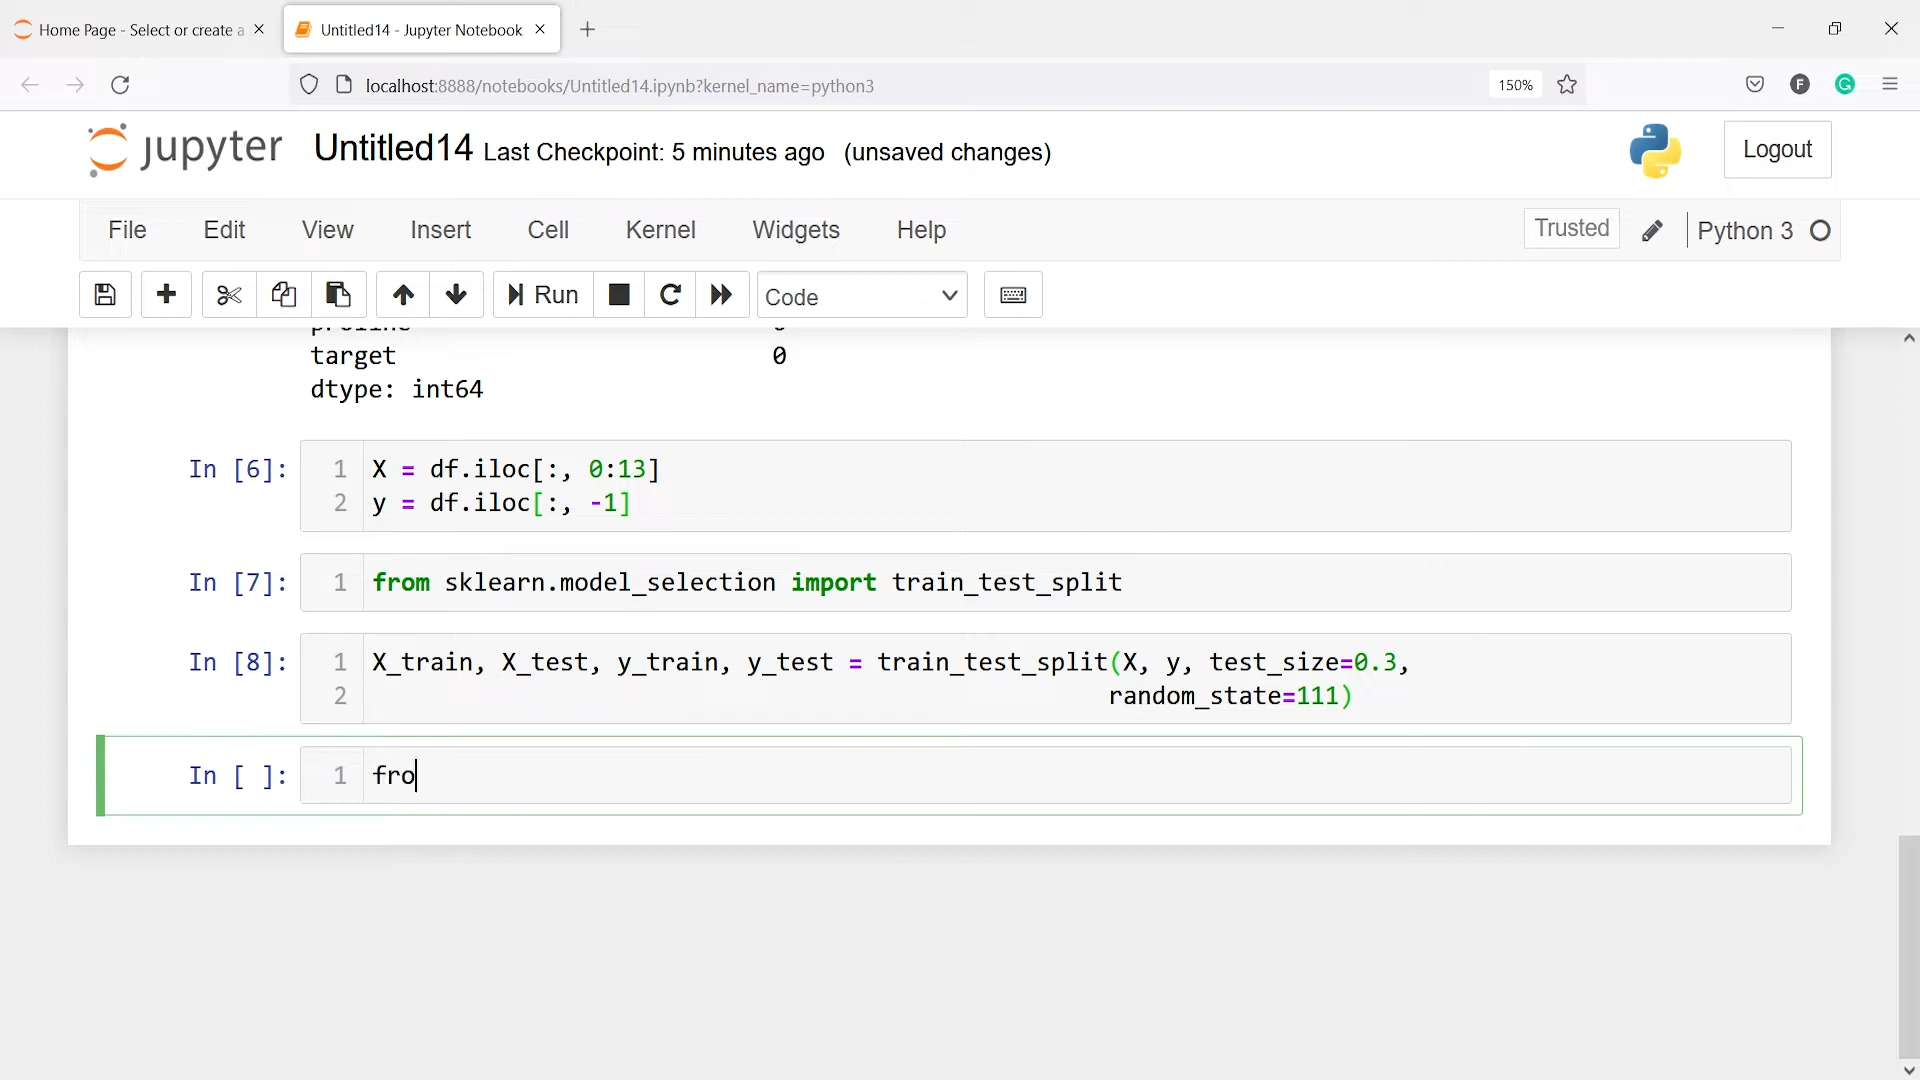 Home Page - Select or create a
Untitled14 - Jupyter Notebook
localhost:8888/notebooks/Untitled14.ipynb?kernel_name=python3
150%
F
G
jupyter Untitled14 Last Checkpoint: 5 minutes ago (unsaved changes)
Logout
File Edit View Insert Cell Kernel Widgets Help
Trusted
Python 3
Run
Code
target 0
dtype: int64
In [6]:
1 X = df.iloc[:, 0:13]
2 y = df.iloc[:, -1]
In [7]:
1 from sklearn.model_selection import train_test_split
In [8]:
1 X_train, X_test, y_train, y_test = train_test_split(X, y, test_size=0.3,
2 random_state=111)
In [ ]:
1 fro